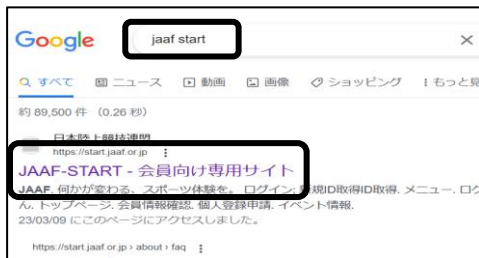 Google
jaaf start
すべて ニュース 動画 画像 ショッピング もっと見
約 89,500 件 （0.26 秒）
日本陸上競技連盟
https://start.jaaf.or.jp
JAAF-START - 会員向け専用サイト
JAAF. 何かが変わる、スポーツ体験を。 ログイン; 新規ID取得ID取得. メニュー. ログ
ん. トップページ. 会員情報確認. 個人登録申請. イベント情報.
23/03/09 にこのページにアクセスしました。
https://start.jaaf.or.jp › about › faq